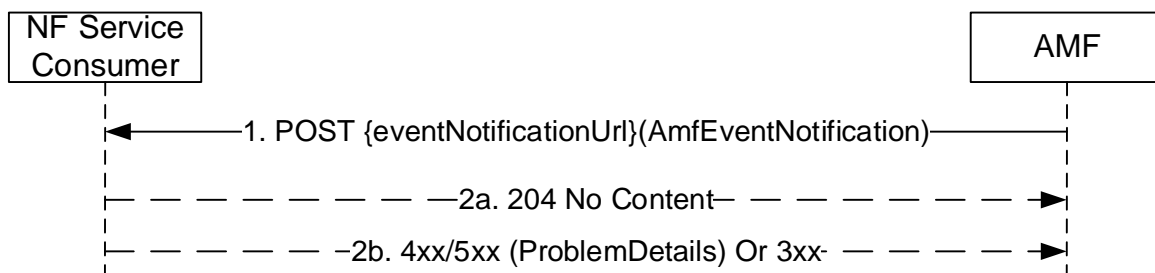 NF Service
Consumer
AMF
1. POST {eventNotificationUrl}(AmfEventNotification)
2a. 204 No Content
2b. 4xx/5xx (ProblemDetails) Or 3xx